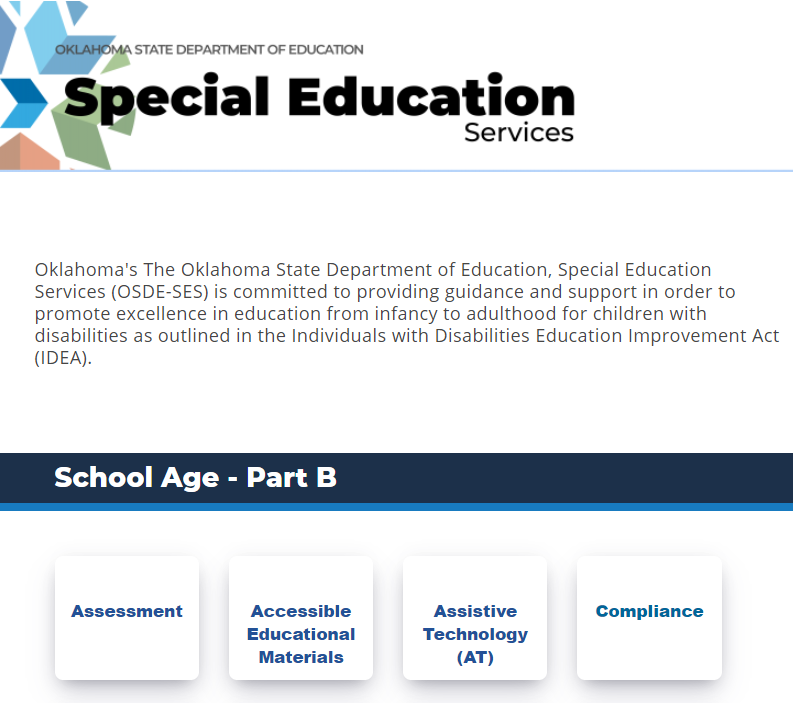 OKLAHOMA STATE DEPARTMENT OF EDUCATION
Special Education
Services
Oklahoma's The Oklahoma State Department of Education, Special Education
Services (OSDE-SES) is committed to providing guidance and support in order to
promote excellence in education from infancy to adulthood for children with
disabilities as outlined in the Individuals with Disabilities Education Improvement Act
(IDEA).
School Age - Part B
Assessment
Accessible
Educational
Materials
Assistive
Technology
(AT)
Compliance